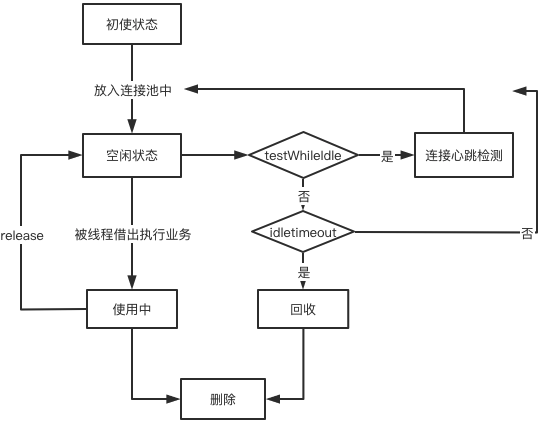 初使状态
放入连接池中
空闲状态
testWhileIdle
是
连接心跳检测
否
release
被线程借出执行业务
idletimeout
否
是
使用中
回收
删除